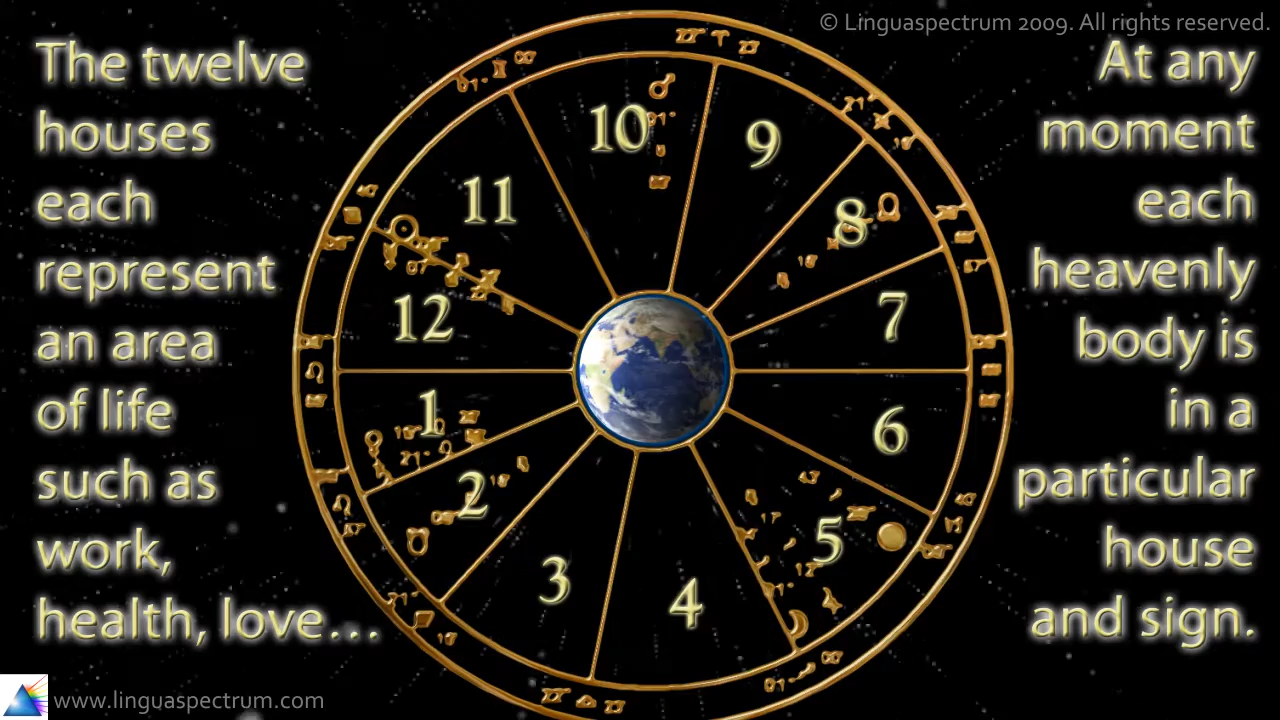 © Linguaspectrum 2009. All rights reserved.
The twelve
houses
each
represent
an area
of life
such as
work,
health, love...
At any
moment
each
heavenly
body is
in a
particular
house
and sign.
10
9
11
8
12
7
1
6
2
5
3
4
www.linguaspectrum.com